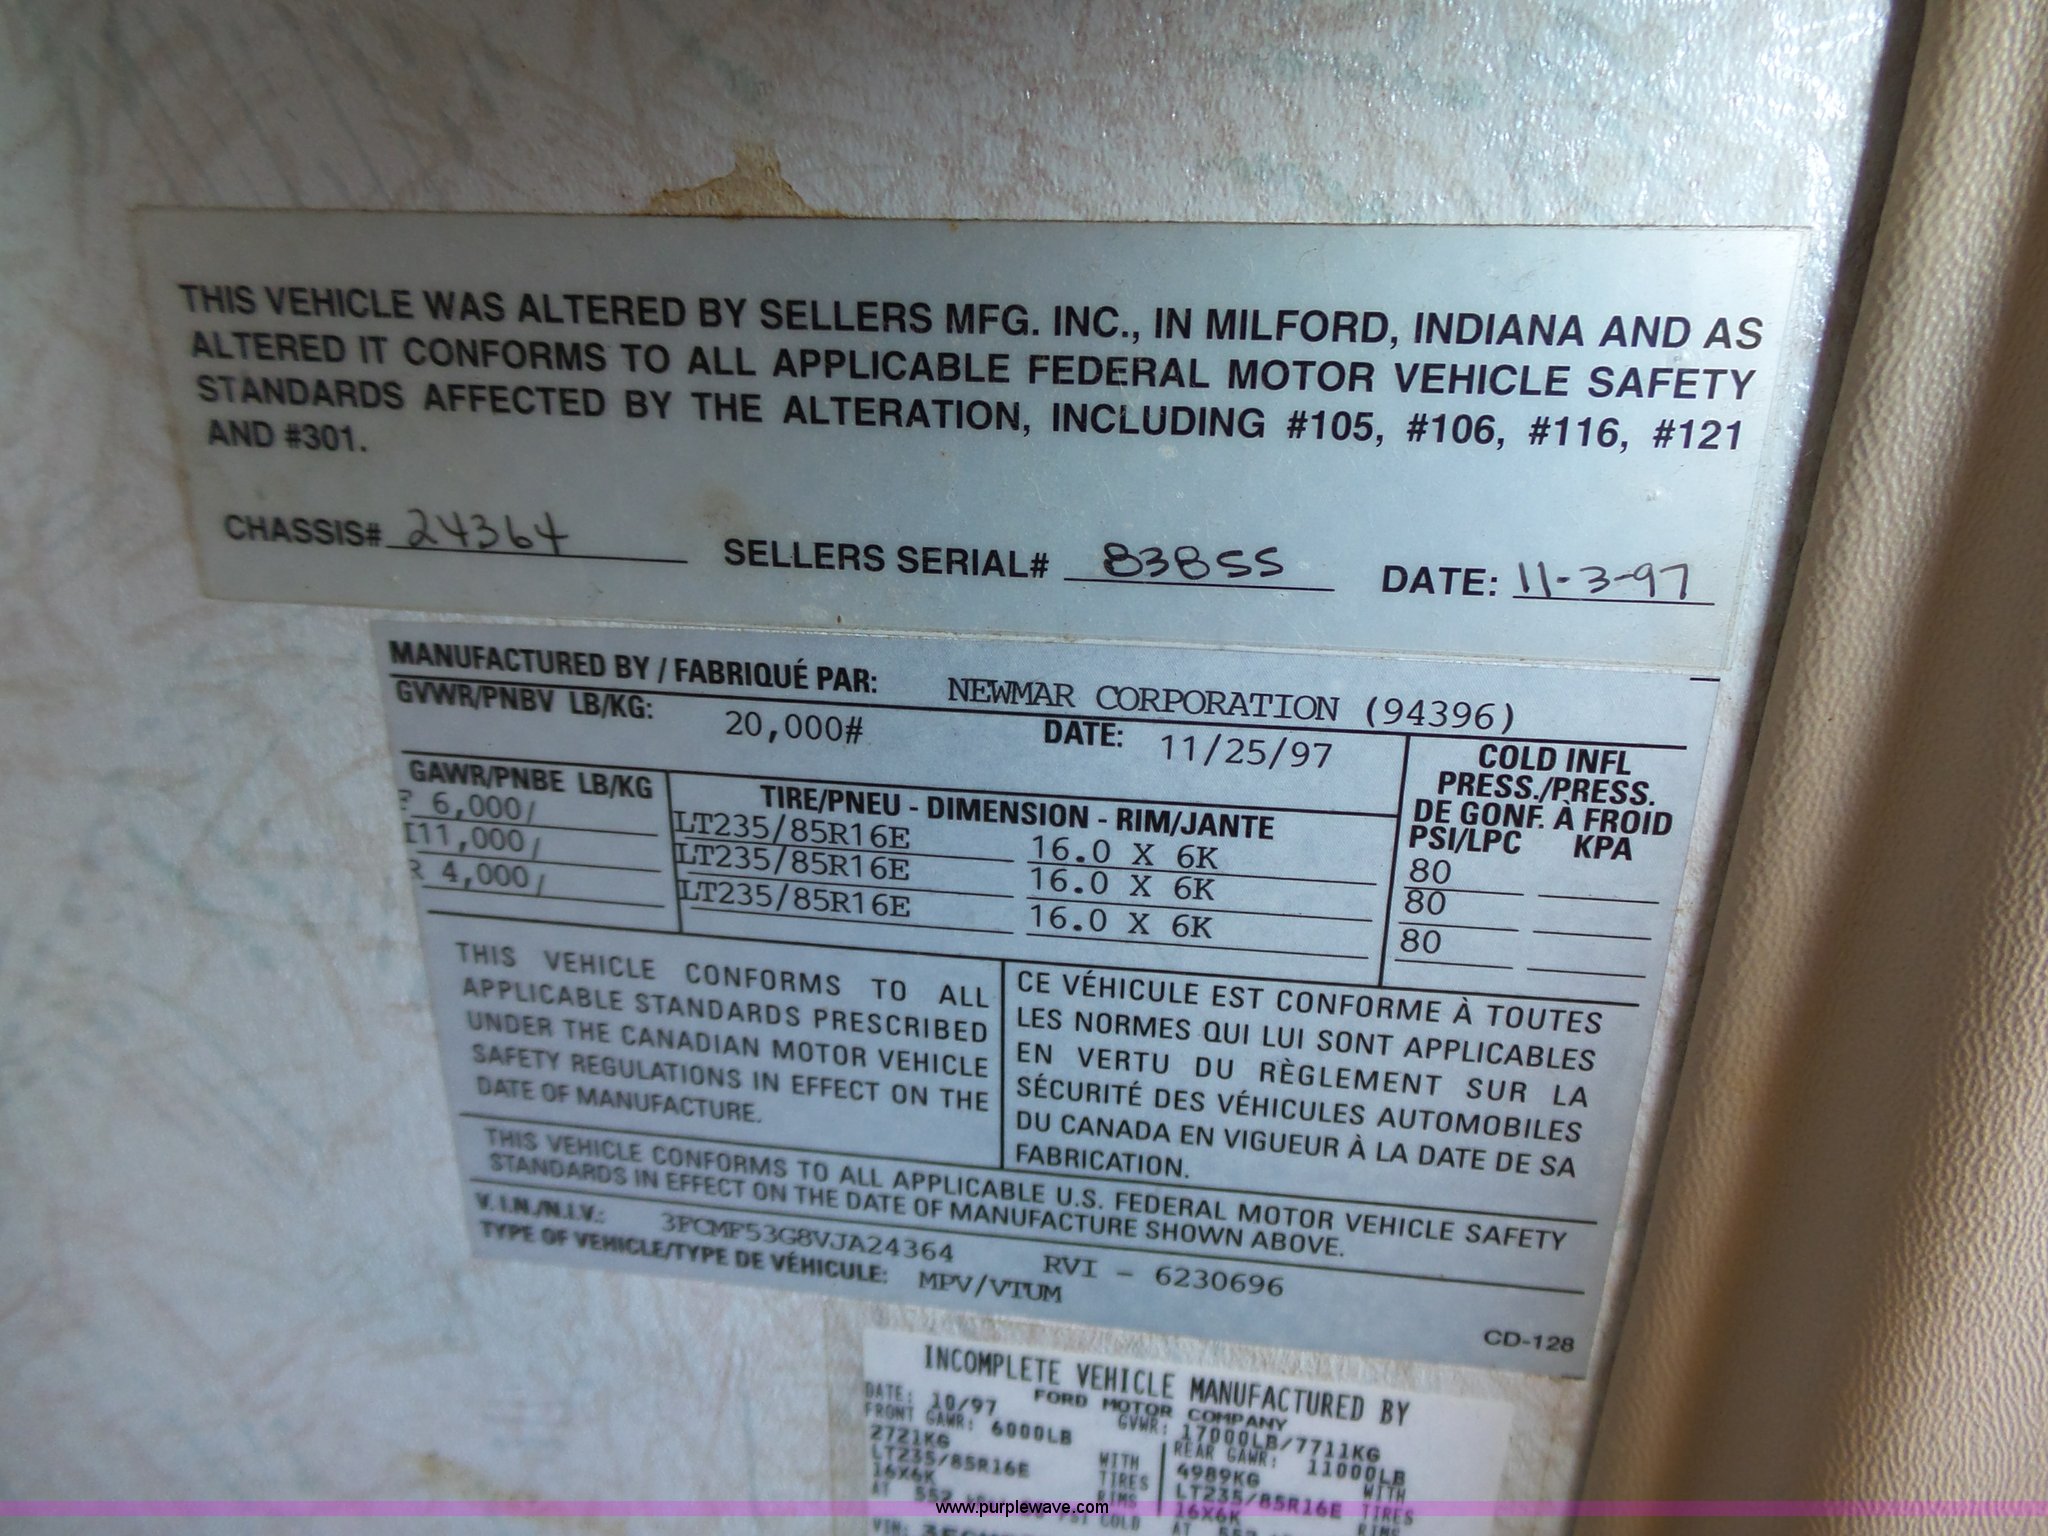 THIS VEHICLE WAS ALTERED BY SELLERS MFG. INC., IN MILFORD, INDIANA AND AS
ALTERED IT CONFORMS TO ALL APPLICABLE FEDERAL MOTOR VEHICLE SAFETY
STANDARDS AFFECTED BY THE ALTERATION, INCLUDING #105, #106, #116, #121
AND #301.
CHASSIS# 24364 SELLERS SERIAL# 83855 DATE: 11-3-97
MANUFACTURED BY / FABRIQUÉ PAR: NEWMAR CORPORATION (94396)
GVWR/PNBV LB/KG: 20,000# DATE: 11/25/97
COLD INFL
PRESS./PRESS.
DE GONF. À FROID
PSI/LPC KPA
GAWR/PNBE LB/KG TIRE/PNEU - DIMENSION - RIM/JANTE
6,000/ LT235/85R16E 16.0 X 6K 80
I11,000/ LT235/85R16E 16.0 X 6K 80
R 4,000/ LT235/85R16E 16.0 X 6K 80
THIS VEHICLE CONFORMS TO ALL
APPLICABLE STANDARDS PRESCRIBED
UNDER THE CANADIAN MOTOR VEHICLE
SAFETY REGULATIONS IN EFFECT ON THE
DATE OF MANUFACTURE.
CE VÉHICULE EST CONFORME À TOUTES
LES NORMES QUI LUI SONT APPLICABLES
EN VERTU DU RÈGLEMENT SUR LA
SÉCURITÉ DES VÉHICULES AUTOMOBILES
DU CANADA EN VIGUEUR À LA DATE DE SA
FABRICATION.
THIS VEHICLE CONFORMS TO ALL APPLICABLE U.S. FEDERAL MOTOR VEHICLE SAFETY
STANDARDS IN EFFECT ON THE DATE OF MANUFACTURE SHOWN ABOVE.
V.I.N./N.I.V.: 3FCMF53G8VJA24364 RVI - 6230696
TYPE OF VEHICLE/TYPE DE VÉHICULE: MPV/VTUM
CD-128
INCOMPLETE VEHICLE MANUFACTURED BY
FORD MOTOR COMPANY
DATE: 10/97 GVWR: 17000LB/7711KG
FRONT GAWR: 6000LB REAR GAWR: 11000LB
2721KG WITH 4989KG WITH
LT235/85R16E TIRES LT235/85R16E TIRES
16X6K RIMS 16X6K RIMS
AT 552 PSI COLD AT 552
VIN:
www.purplewave.com